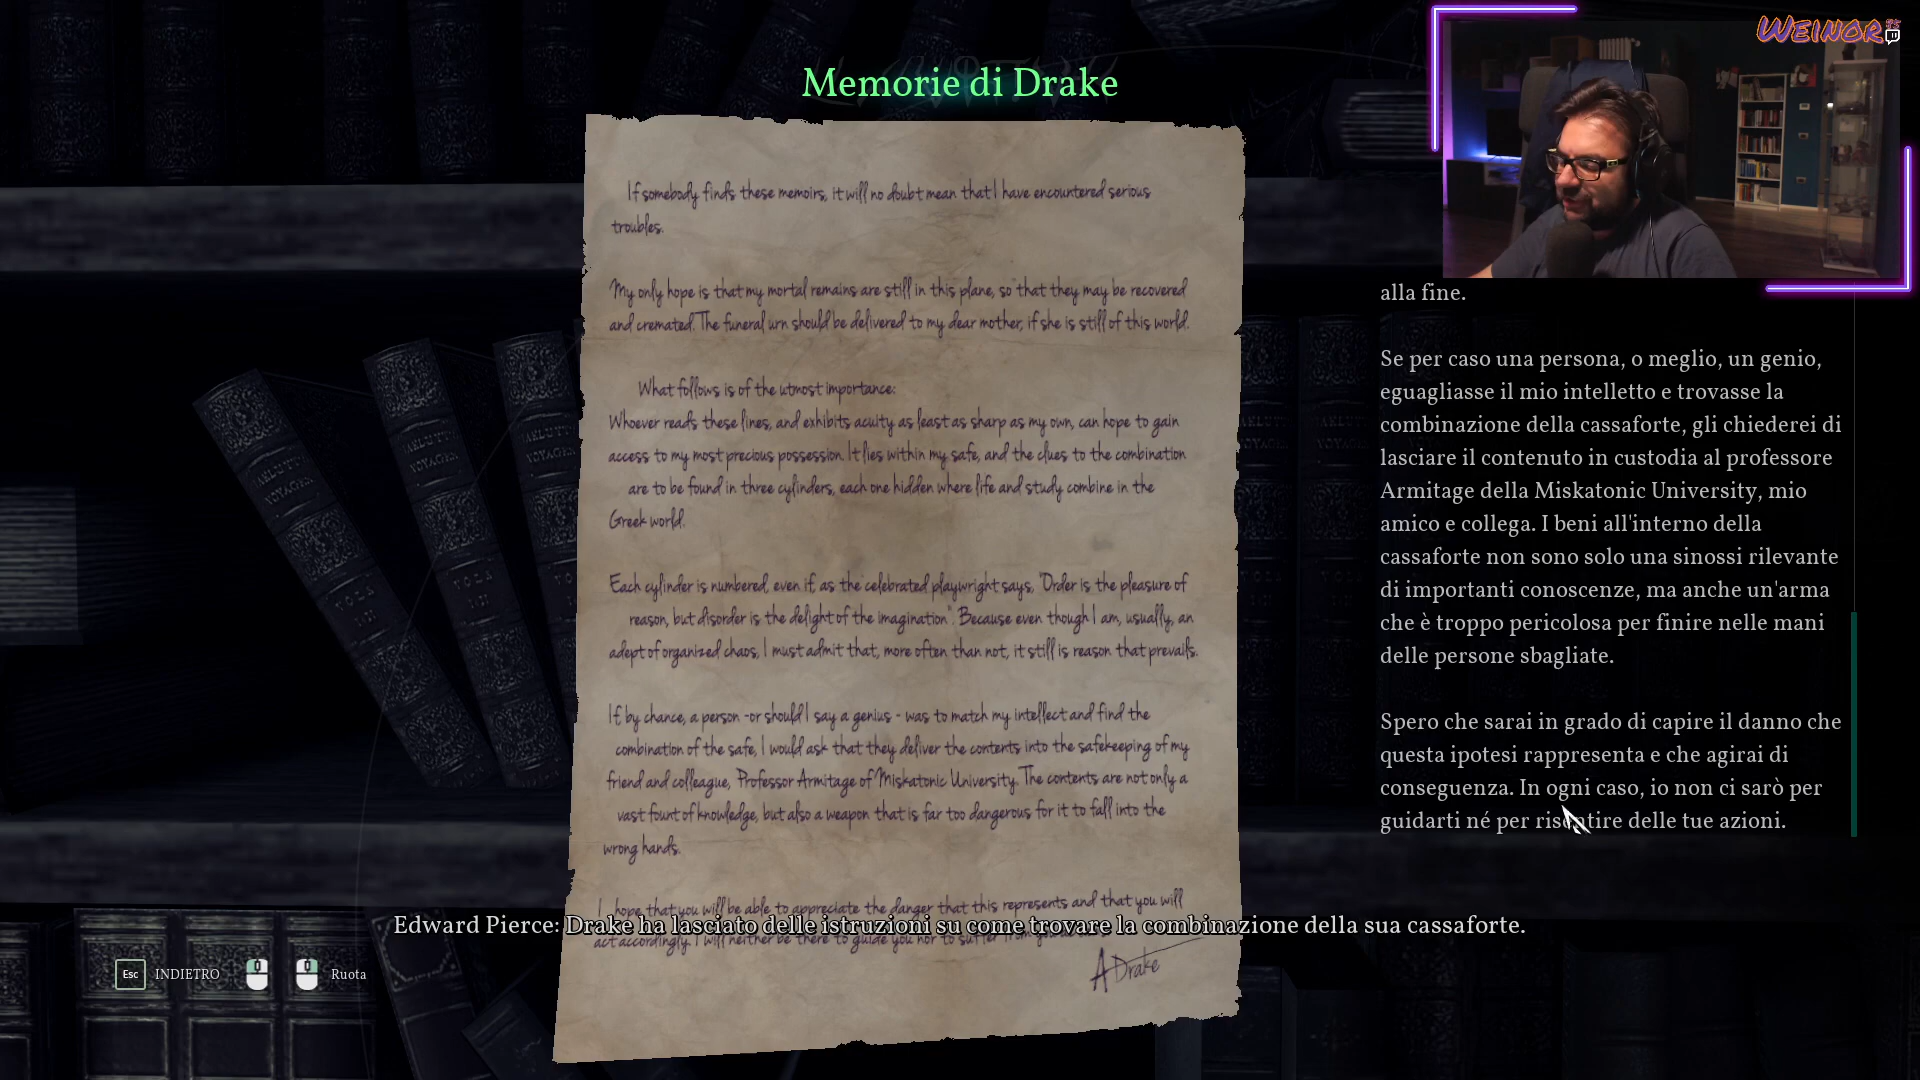 WEINOR
Memorie di Drake
If somebody finds these memoirs, it will no doubt mean that I have encountered serious
troubles.
My only hope is that my mortal remains are still in this plane, so that they may be recovered
and cremated. The funeral urn should be delivered to my dear mother, if she is still of this world.
What follows is of the utmost importance:
Whoever reads these lines, and exhibits acuity as least as sharp as my own, can hope to gain
access to my most precious possession. It lies within my safe, and the clues to the combination
are to be found in three cylinders, each one hidden where life and study combine in the
Greek world.
Each cylinder is numbered, even if, as the celebrated playwright says, "Order is the pleasure of
reason, but disorder is the delight of the imagination". Because even though I am, usually, an
adept of organized chaos, I must admit that, more often than not, it still is reason that prevails.
If, by chance, a person -or should I say a genius - was to match my intellect and find the
combination of the safe, I would ask that they deliver the contents into the safekeeping of my
friend and colleague, Professor Armitage of Miskatonic University. The contents are not only a
vast fount of knowledge, but also a weapon that is far too dangerous for it to fall into the
wrong hands.
I hope that you will be able to appreciate the danger that this represents and that you will
act accordingly. I will neither be there to guide you nor to suffer from
A Drake
alla fine.
Se per caso una persona, o meglio, un genio,
eguagliasse il mio intelletto e trovasse la
combinazione della cassaforte, gli chiederei di
lasciare il contenuto in custodia al professore
Armitage della Miskatonic University, mio
amico e collega. I beni all'interno della
cassaforte non sono solo una sinossi rilevante
di importanti conoscenze, ma anche un'arma
che è troppo pericolosa per finire nelle mani
delle persone sbagliate.
Spero che sarai in grado di capire il danno che
questa ipotesi rappresenta e che agirai di
conseguenza. In ogni caso, io non ci sarò per
guidarti né per risentire delle tue azioni.
Edward Pierce: Drake ha lasciato delle istruzioni su come trovare la combinazione della sua cassaforte.
Esc INDIETRO Ruota